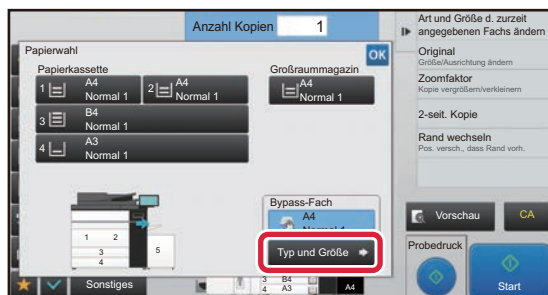 Anzahl Kopien 1
Papierwahl
OK
Papierkassette
Großraummagazin
1 A4
Normal 1
2 A4
Normal 1
A4
Normal 1
3 B4
Normal 1
4 A3
Normal 1
Bypass-Fach
A4
Normal 1
Typ und Größe
1 2
3
4
5
Sonstiges
3 B4
4 A3
A4
Art und Größe d. zurzeit
angegebenen Fachs ändern
Original
Größe/Ausrichtung ändern
Zoomfaktor
Kopie vergrößern/verkleinern
2-seit. Kopie
Rand wechseln
Pos. versch., dass Rand vorh.
Vorschau
CA
Probedruck
Start